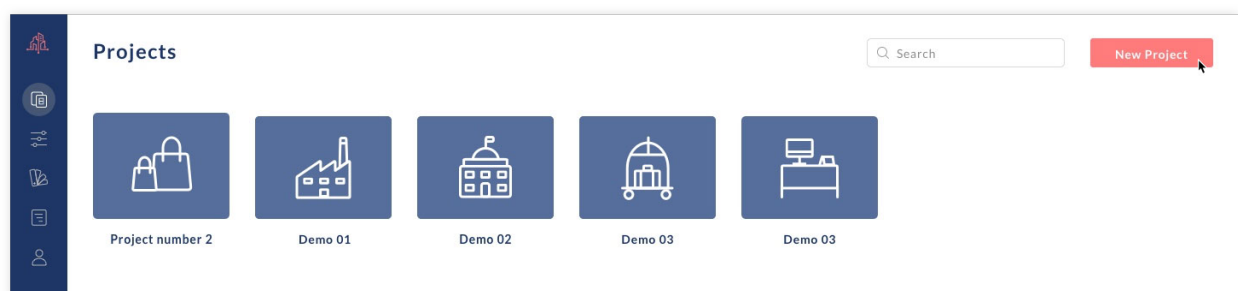 Projects
Search
New Project
Project number 2
Demo 01
Demo 02
Demo 03
Demo 03